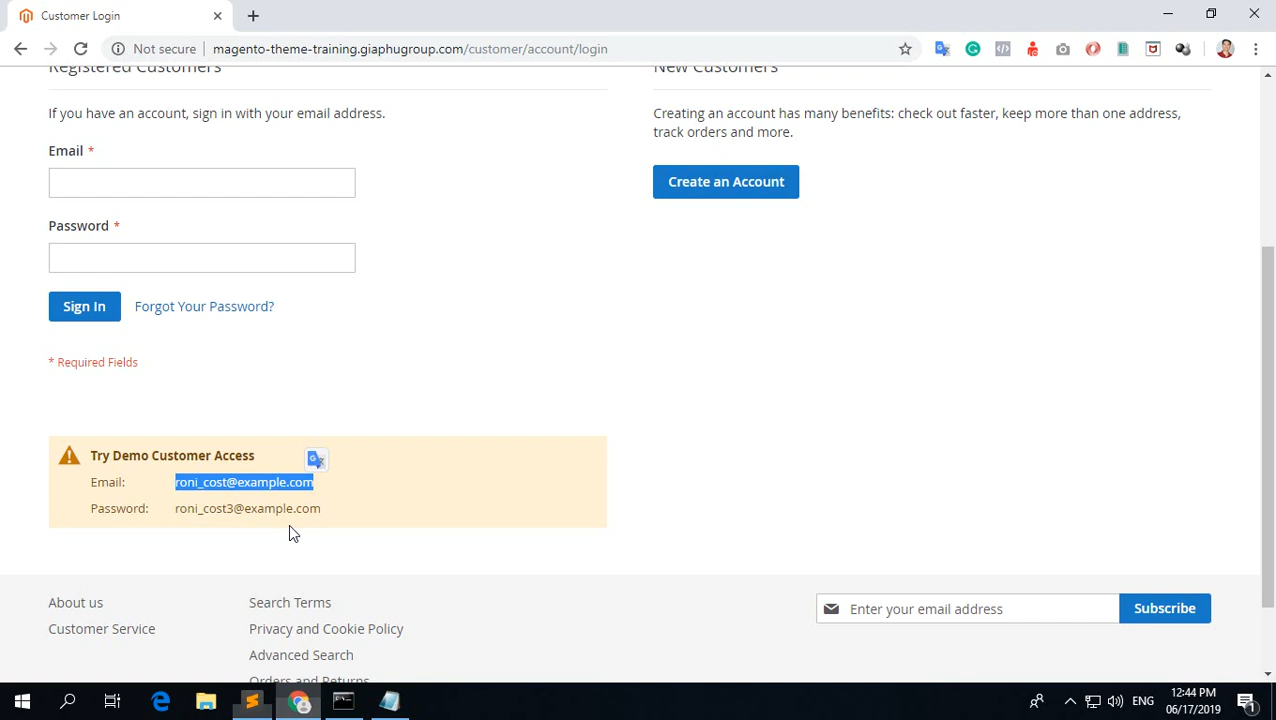 Customer Login
Not secure
magento-theme-training.giaphugroup.com/customer/account/login
Registered Customers
New Customers
If you have an account, sign in with your email address.
Creating an account has many benefits: check out faster, keep more than one address,
track orders and more.
Email *
Create an Account
Password *
Sign In
Forgot Your Password?
* Required Fields
Try Demo Customer Access
Email: roni_cost@example.com
Password: roni_cost3@example.com
About us
Search Terms
Enter your email address
Subscribe
Customer Service
Privacy and Cookie Policy
Advanced Search
Orders and Returns
ENG
12:44 PM
06/17/2019
1